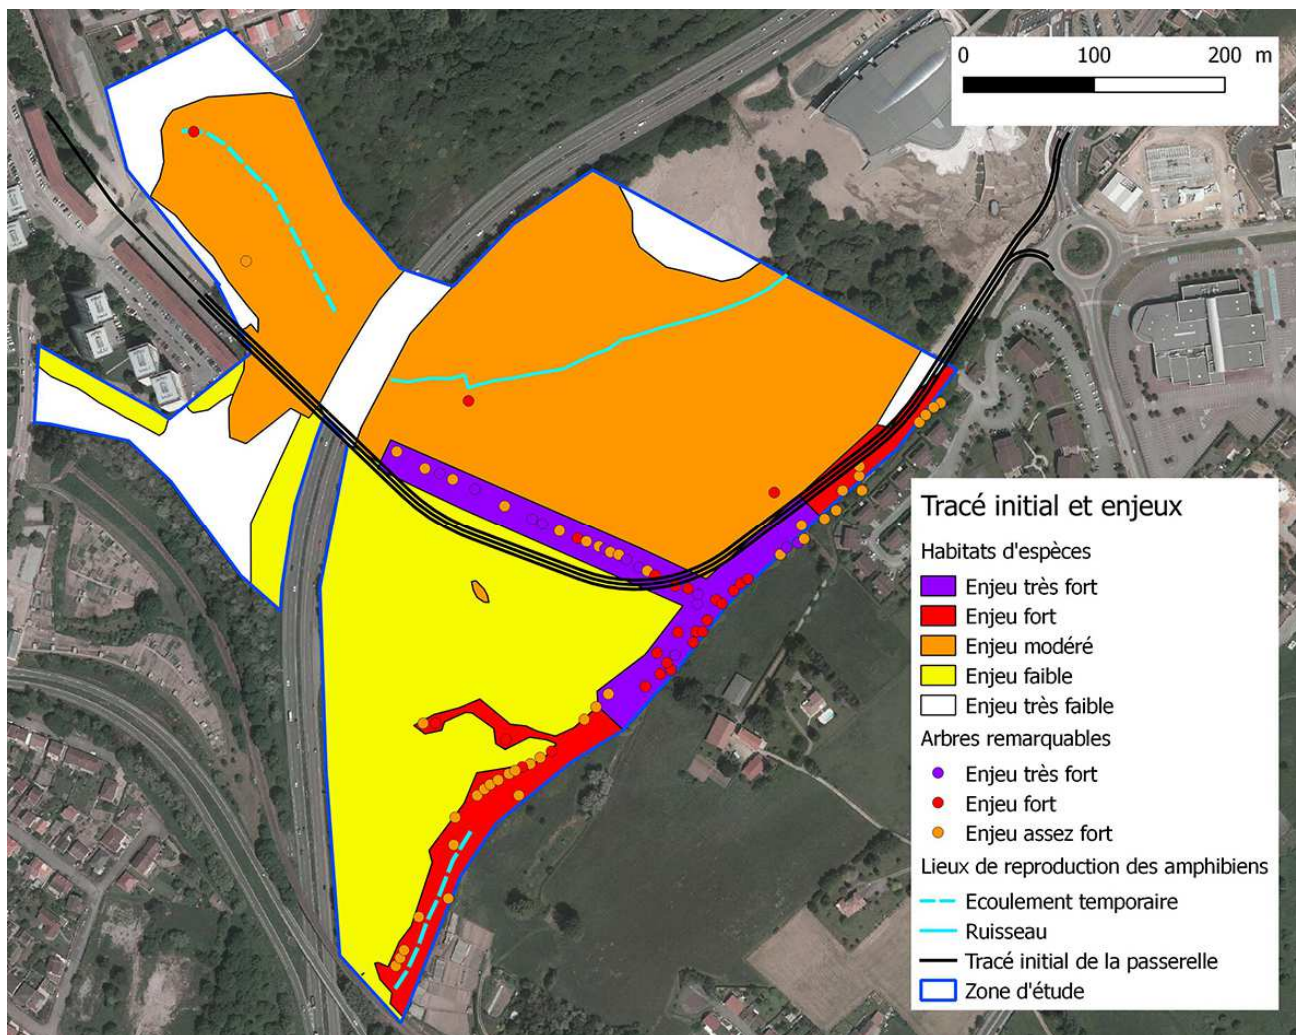 0 100 200 m
Tracé initial et enjeux
Habitats d'espèces
Enjeu très fort
Enjeu fort
Enjeu modéré
Enjeu faible
Enjeu très faible
Arbres remarquables
Enjeu très fort
Enjeu fort
Enjeu assez fort
Lieux de reproduction des amphibiens
Ecoulement temporaire
Ruisseau
Tracé initial de la passerelle
Zone d'étude